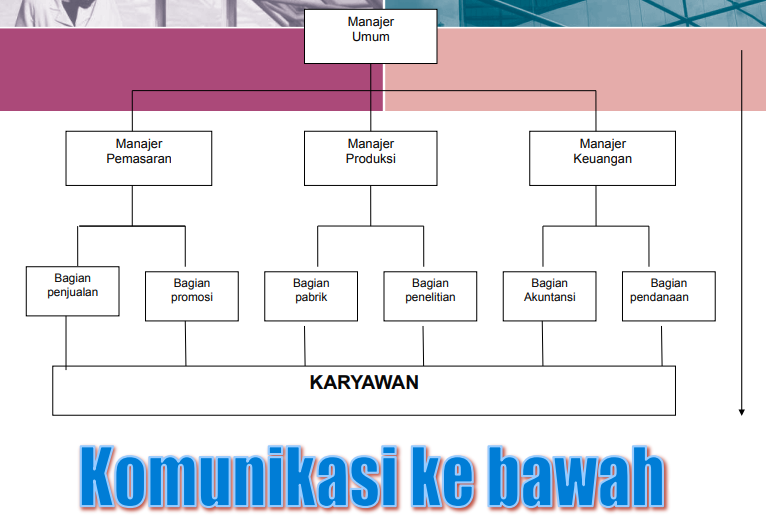 Manajer
Umum
Manajer
Pemasaran
Manajer
Produksi
Manajer
Keuangan
Bagian
penjualan
Bagian
promosi
Bagian
pabrik
Bagian
penelitian
Bagian
Akuntansi
Bagian
pendanaan
KARYAWAN
Komunikasi ke bawah